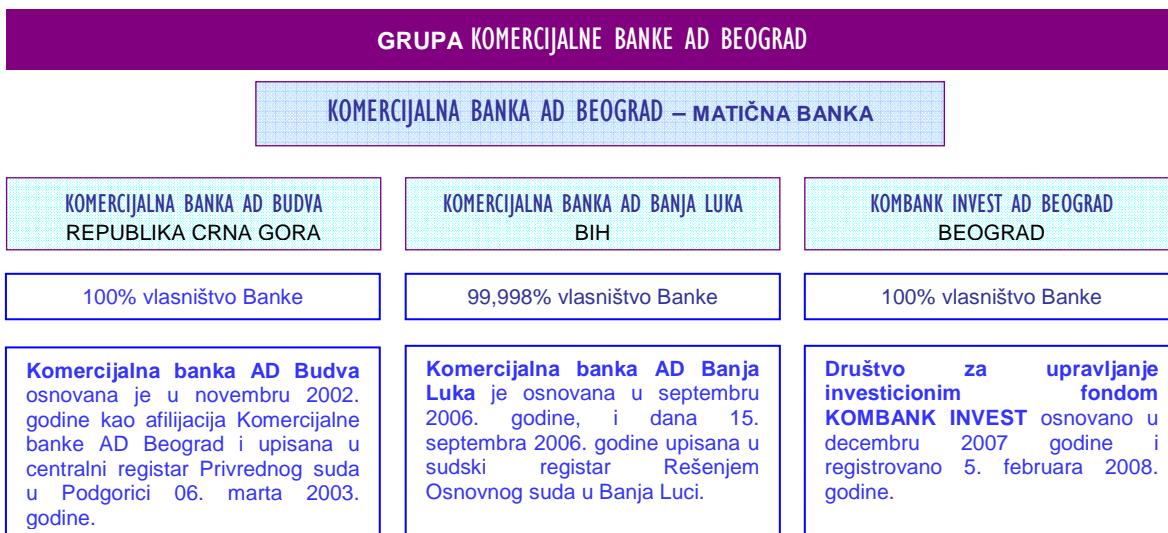 GRUPA KOMERCIJALNE BANKE AD BEOGRAD
KOMERCIJALNA BANKA AD BEOGRAD – MATIČNA BANKA
KOMERCIJALNA BANKA AD BUDVA
REPUBLIKA CRNA GORA
100% vlasništvo Banke
Komercijalna banka AD Budva
osnovana je u novembru 2002.
godine kao afilijacija Komercijalne
banke AD Beograd i upisana u
centralni registar Privrednog suda
u Podgorici 06. marta 2003.
godine.
KOMERCIJALNA BANKA AD BANJA LUKA
BIH
99,998% vlasništvo Banke
Komercijalna banka AD Banja
Luka je osnovana u septembru
2006. godine, i dana 15.
septembra 2006. godine upisana u
sudski registar Rešenjem
Osnovnog suda u Banja Luci.
KOMBANK INVEST AD BEOGRAD
BEOGRAD
100% vlasništvo Banke
Društvo za upravljanje
investicionim fondom
KOMBANK INVEST osnovano u
decembru 2007 godine i
registrovano 5. februara 2008.
godine.